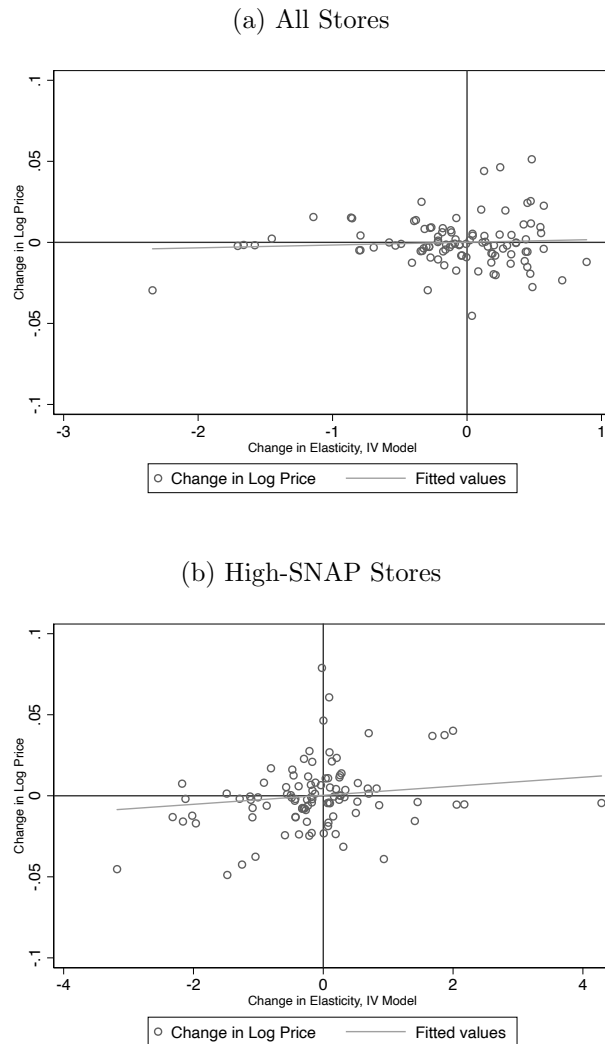 (a) All Stores
.1
.05
0
-.05
-.1
Change in Log Price
-3
-2
-1
0
1
Change in Elasticity, IV Model
Change in Log Price
Fitted values
(b) High-SNAP Stores
.1
.05
0
-.05
-.1
Change in Log Price
-4
-2
0
2
4
Change in Elasticity, IV Model
Change in Log Price
Fitted values